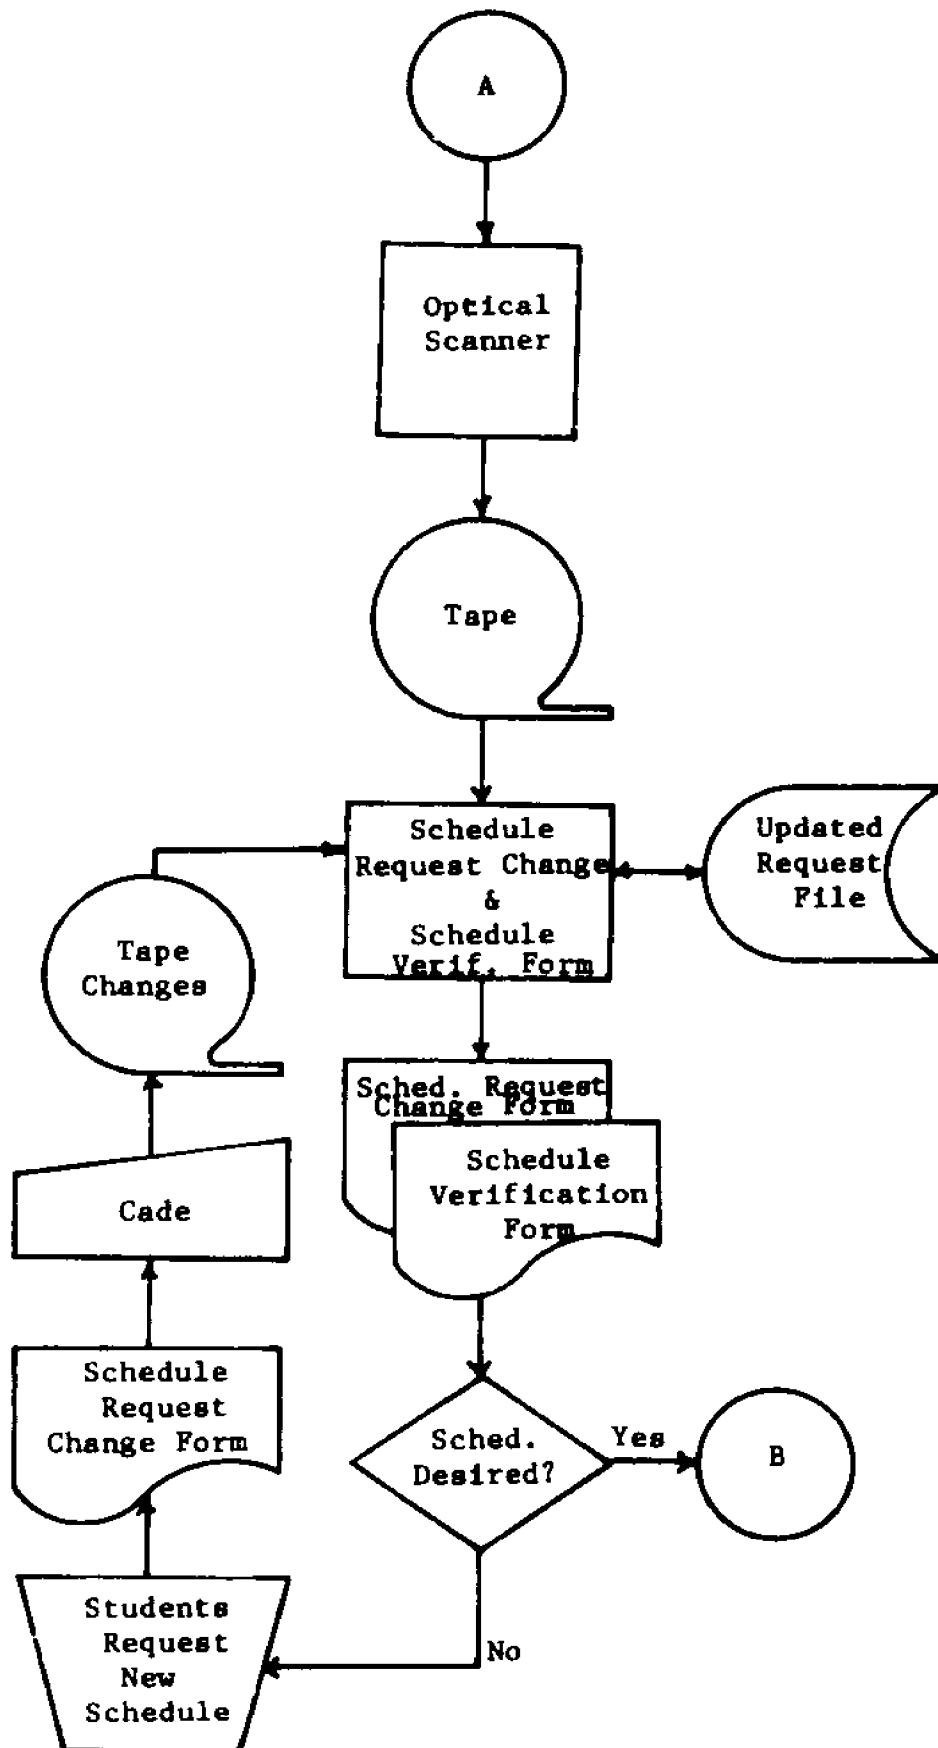 A
Optical
Scanner
Tape
Schedule
Request Change
&
Schedule
Verif. Form
Updated
Request
File
Tape
Changes
Sched. Request
Change Form
Schedule
Verification
Form
Cade
Schedule
Request
Change Form
Sched.
Desired?
Yes
B
No
Students
Request
New
Schedule